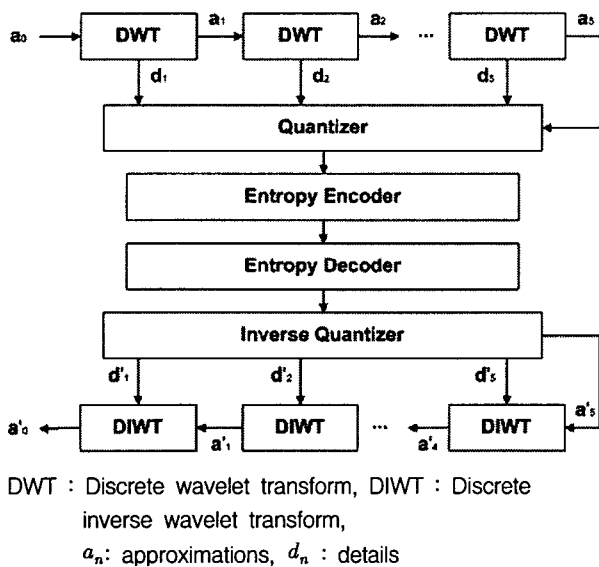 a₀ DWT a₁ DWT a₂ ... DWT a₅
d₁ d₂ d₅
Quantizer
Entropy Encoder
Entropy Decoder
Inverse Quantizer
d'₁ d'₂ d'₅ a'₅
a'₀ DIWT a'₁ DIWT ... a'₄ DIWT
DWT : Discrete wavelet transform, DIWT : Discrete
inverse wavelet transform,
aₙ: approximations, dₙ : details